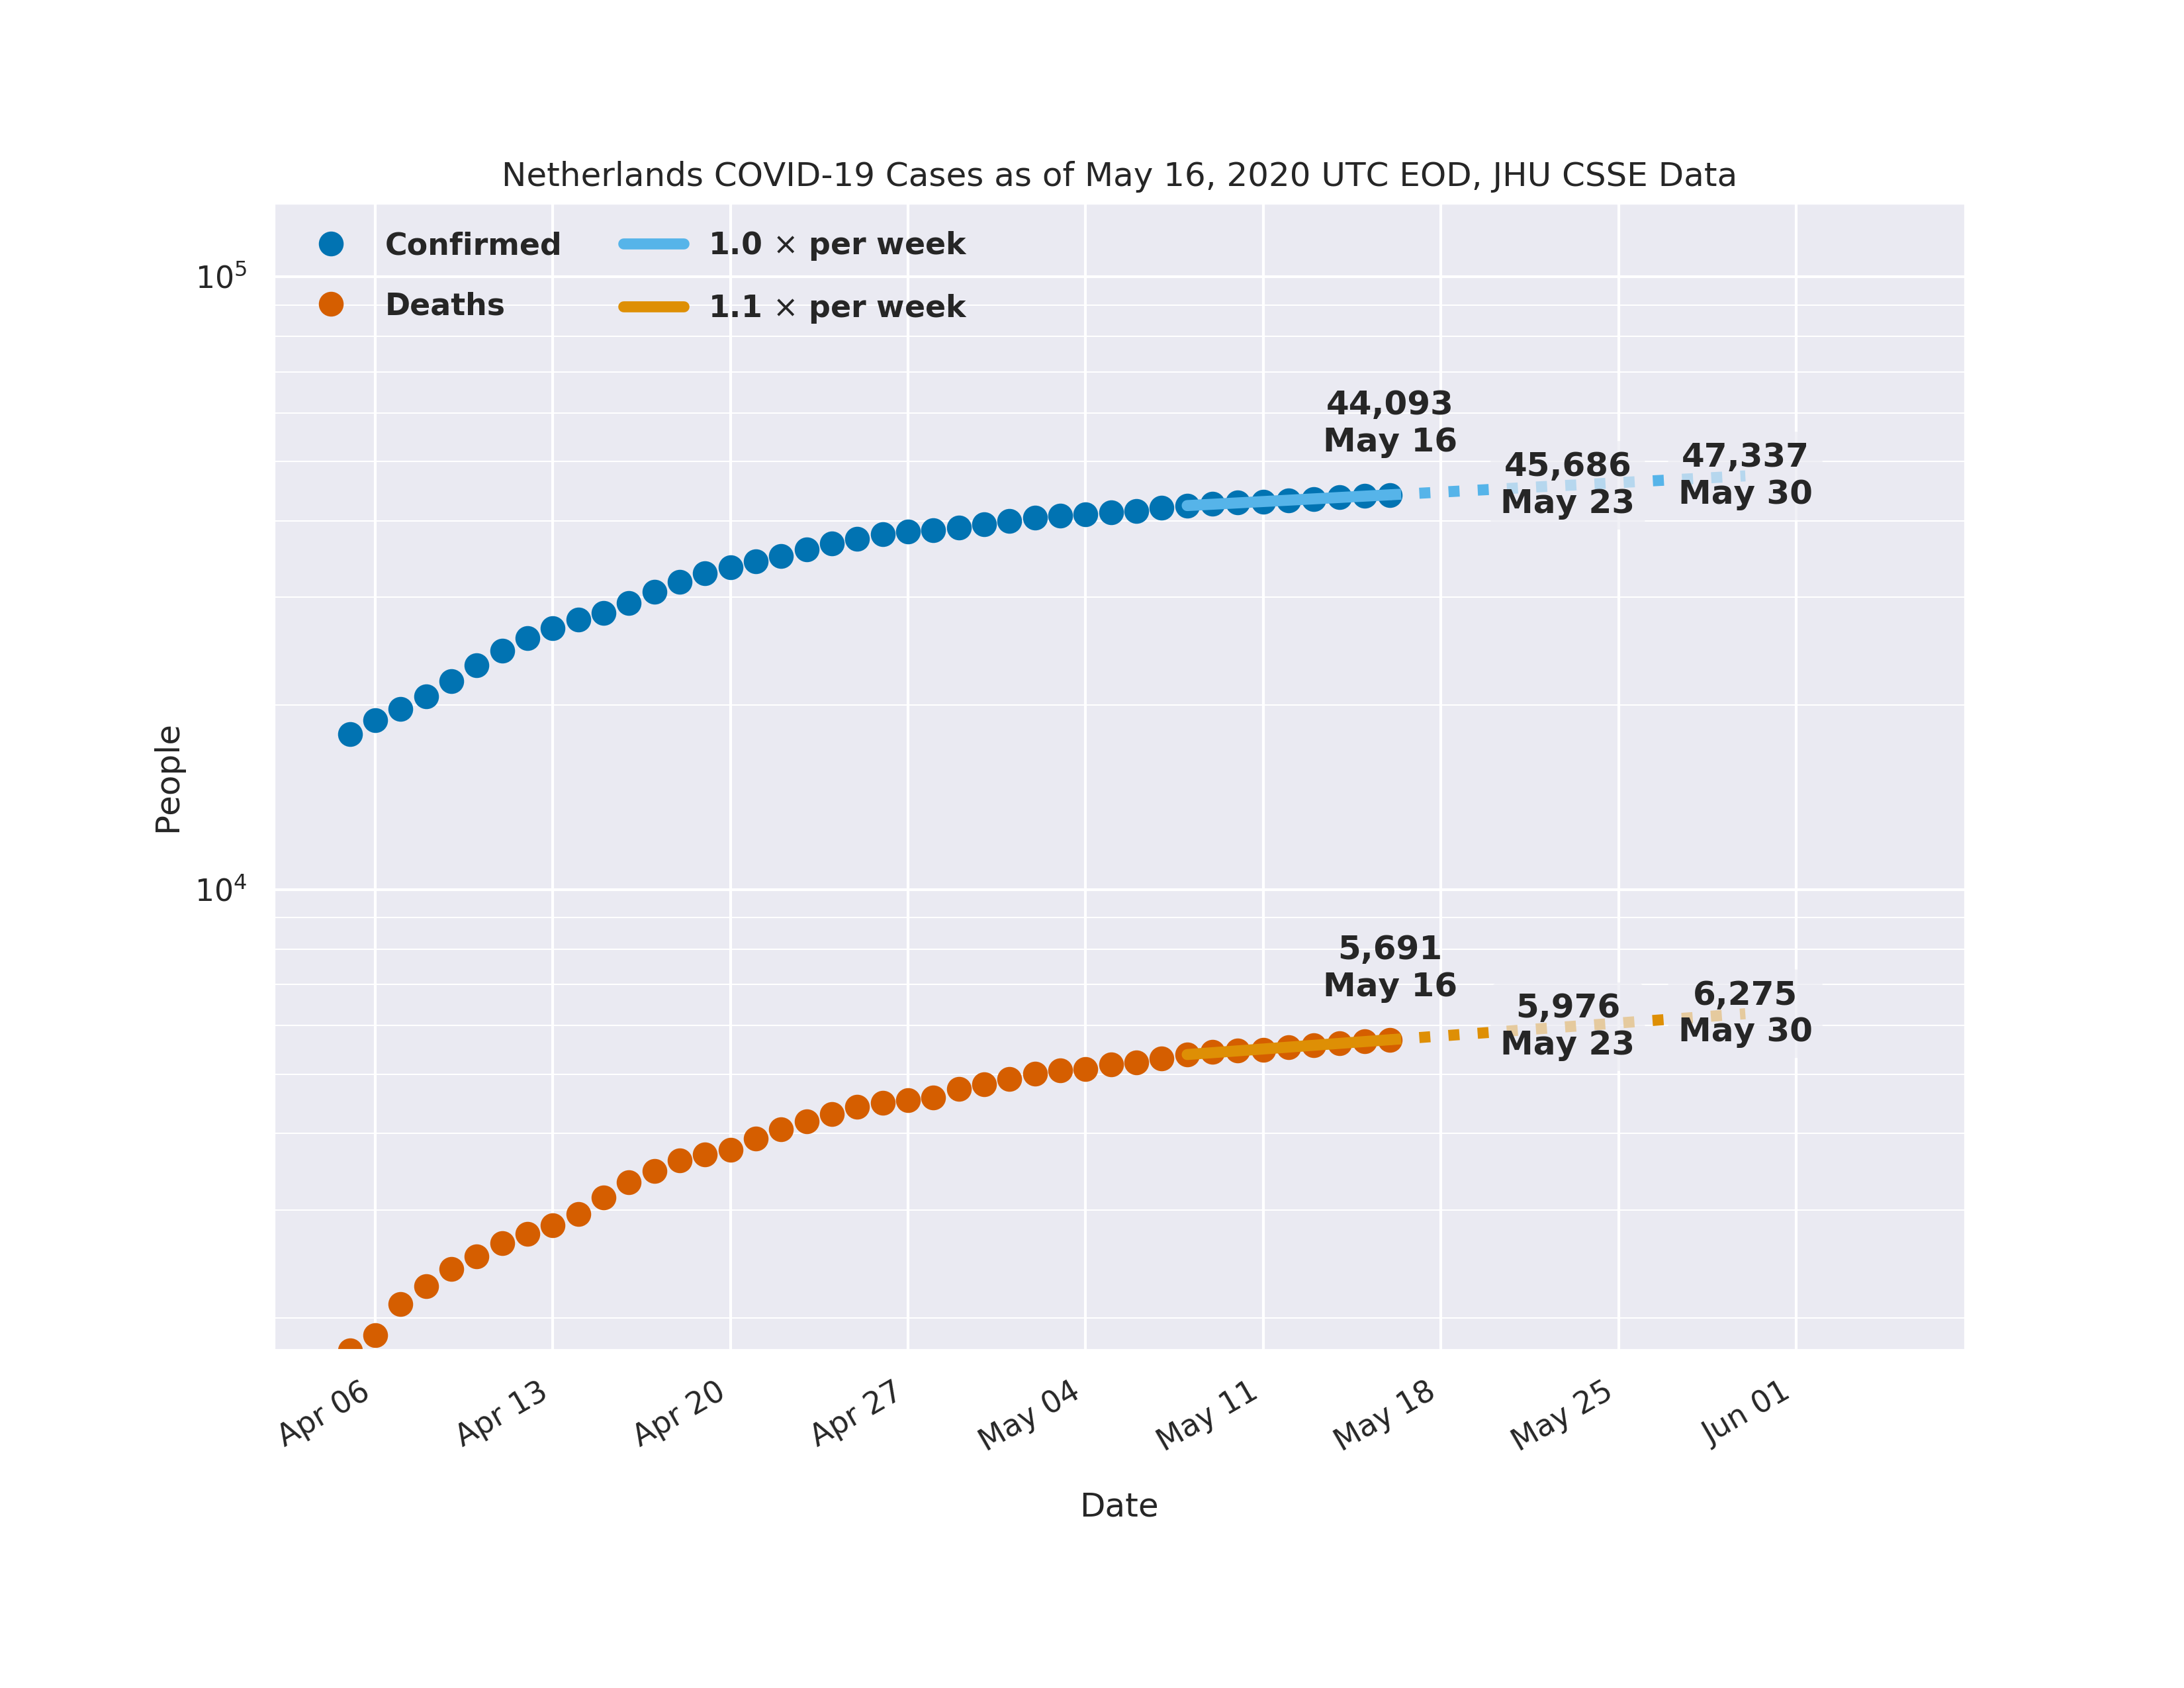 Netherlands COVID-19 Cases as of May 16, 2020 UTC EOD, JHU CSSE Data
Confirmed
Deaths
1.0 × per week
1.1 × per week
10⁵
10⁴
People
44,093
May 16
45,686
May 23
47,337
May 30
5,691
May 16
5,976
May 23
6,275
May 30
Apr 06
Apr 13
Apr 20
Apr 27
May 04
May 11
May 18
May 25
Jun 01
Date